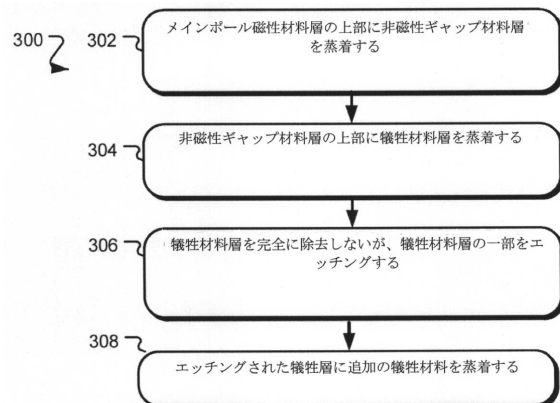 300
302
メインポール磁性材料層の上部に非磁性ギャップ材料層
を蒸着する
304
非磁性ギャップ材料層の上部に犠牲材料層を蒸着する
306
犠牲材料層を完全に除去しないが、犠牲材料層の一部をエ
ッチングする
308
エッチングされた犠牲層に追加の犠牲材料を蒸着する